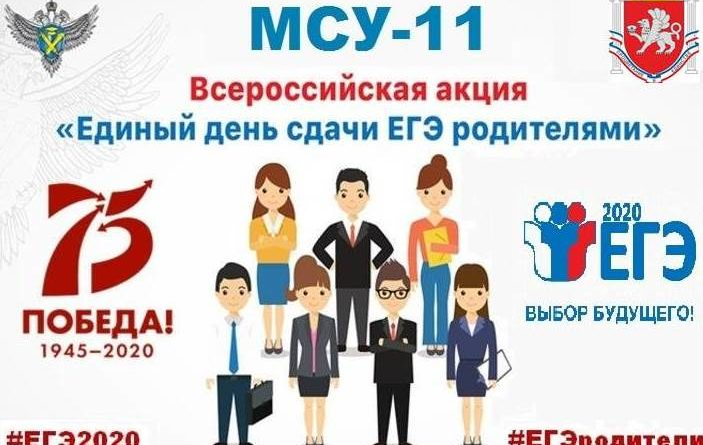 МСУ-11
Всероссийская акция
«Единый день сдачи ЕГЭ родителями»
75
ПОБЕДА!
1945–2020
2020
ЕГЭ
ВЫБОР БУДУЩЕГО!
#ЕГЭ2020
#ЕГЭродители